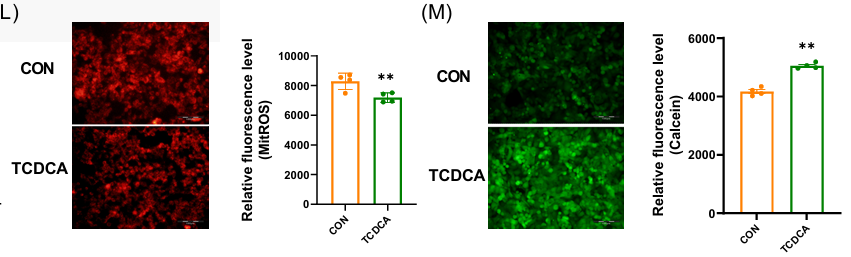 L)
CON
TCDCA
Relative fluorescence level
(MitROS)
10000
8000
6000
4000
2000
0
**
CON
TCDCA
(M)
CON
TCDCA
Relative fluorescence level
(Calcein)
6000
4000
2000
0
**
CON
TCDCA